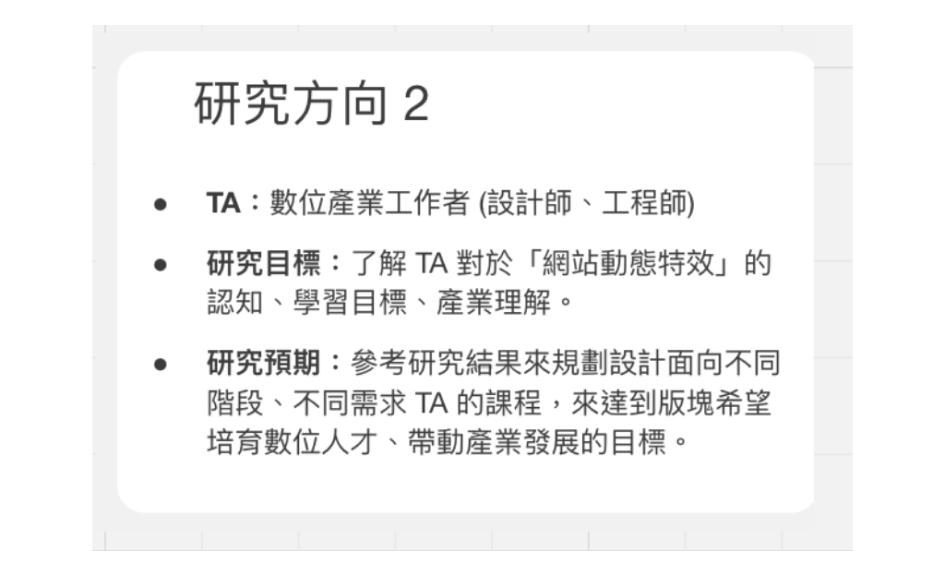 研究方向 2
● TA：數位產業工作者 (設計師、工程師)
● 研究目標：了解 TA 對於「網站動態特效」的
認知、學習目標、產業理解。
● 研究預期：參考研究結果來規劃設計面向不同
階段、不同需求 TA 的課程，來達到版塊希望
培育數位人才、帶動產業發展的目標。